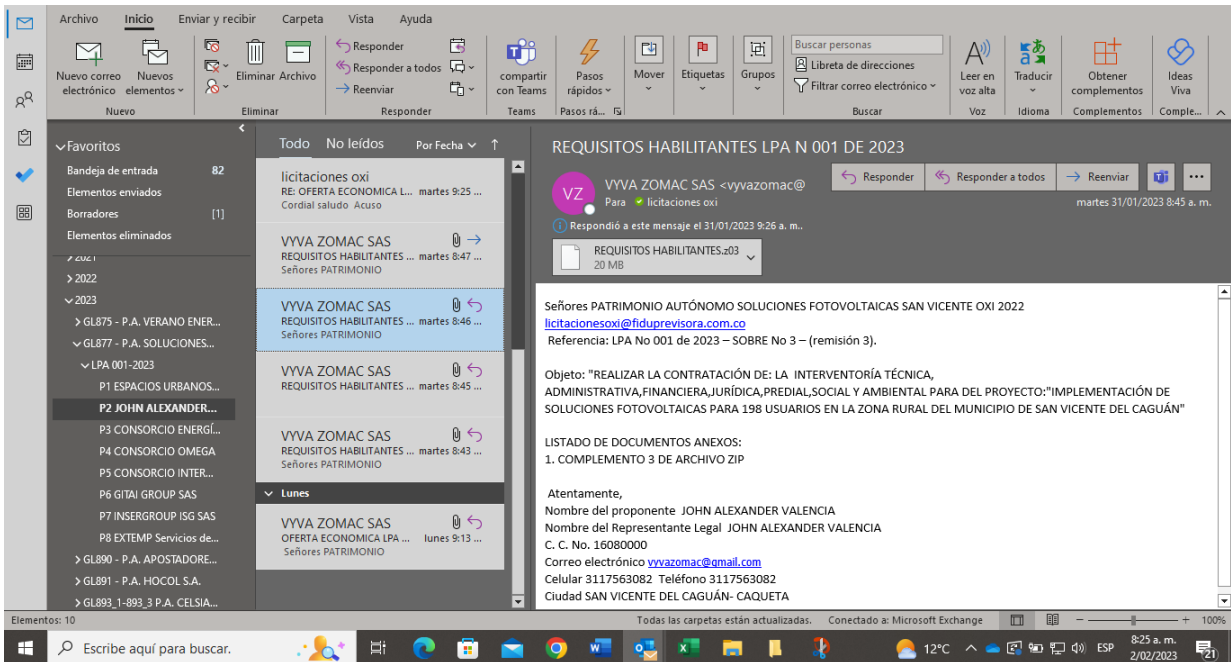 Archivo Inicio Enviar y recibir Carpeta Vista Ayuda
Nuevo correo electrónico
Nuevos elementos
Nuevo
Eliminar Archivo
Eliminar
Responder
Responder a todos
Reenviar
Responder
compartir con Teams
Teams
Pasos rápidos
Pasos rá...
Mover
Etiquetas
Grupos
Buscar personas
Libreta de direcciones
Filtrar correo electrónico
Buscar
Leer en voz alta
Voz
Traducir
Idioma
Obtener complementos
Complementos
Ideas Viva
Comple...
Favoritos
Bandeja de entrada 82
Elementos enviados
Borradores [1]
Elementos eliminados
2021
2022
2023
GL875 - P.A. VERANO ENER...
GL877 - P.A. SOLUCIONES...
LPA 001-2023
P1 ESPACIOS URBANOS...
P2 JOHN ALEXANDER...
P3 CONSORCIO ENERGÍ...
P4 CONSORCIO OMEGA
P5 CONSORCIO INTER...
P6 GITAI GROUP SAS
P7 INSERGROUP ISG SAS
P8 EXTEMP Servicios de...
GL890 - P.A. APOSTADORE...
GL891 - P.A. HOCOL S.A.
GL893_1-893_3 P.A. CELSIA...
Todo No leídos Por Fecha
licitaciones oxi
RE: OFERTA ECONOMICA L... martes 9:25 ...
Cordial saludo Acuso
VYVA ZOMAC SAS
REQUISITOS HABILITANTES ... martes 8:47 ...
Señores PATRIMONIO
VYVA ZOMAC SAS
REQUISITOS HABILITANTES ... martes 8:46 ...
Señores PATRIMONIO
VYVA ZOMAC SAS
REQUISITOS HABILITANTES ... martes 8:45 ...
VYVA ZOMAC SAS
REQUISITOS HABILITANTES ... martes 8:43 ...
Señores PATRIMONIO
Lunes
VYVA ZOMAC SAS
OFERTA ECONOMICA LPA ... lunes 9:13 ...
Señores PATRIMONIO
REQUISITOS HABILITANTES LPA N 001 DE 2023
VZ
VYVA ZOMAC SAS <vyvazomac@
Para licitaciones oxi
Responder Responder a todos Reenviar
martes 31/01/2023 8:45 a. m.
Respondió a este mensaje el 31/01/2023 9:26 a. m..
REQUISITOS HABILITANTES.z03
20 MB
Señores PATRIMONIO AUTÓNOMO SOLUCIONES FOTOVOLTAICAS SAN VICENTE OXI 2022
licitacionesoxi@fiduprevisora.com.co
Referencia: LPA No 001 de 2023 – SOBRE No 3 – (remisión 3).
Objeto: "REALIZAR LA CONTRATACIÓN DE: LA INTERVENTORÍA TÉCNICA,
ADMINISTRATIVA,FINANCIERA,JURÍDICA,PREDIAL,SOCIAL Y AMBIENTAL PARA DEL PROYECTO:"IMPLEMENTACIÓN DE
SOLUCIONES FOTOVOLTAICAS PARA 198 USUARIOS EN LA ZONA RURAL DEL MUNICIPIO DE SAN VICENTE DEL CAGUÁN"
LISTADO DE DOCUMENTOS ANEXOS:
1. COMPLEMENTO 3 DE ARCHIVO ZIP
Atentamente,
Nombre del proponente JOHN ALEXANDER VALENCIA
Nombre del Representante Legal JOHN ALEXANDER VALENCIA
C. C. No. 16080000
Correo electrónico vyvazomac@gmail.com
Celular 3117563082 Teléfono 3117563082
Ciudad SAN VICENTE DEL CAGUÁN- CAQUETA
Elementos: 10
Todas las carpetas están actualizadas. Conectado a: Microsoft Exchange
100%
Escribe aquí para buscar.
12°C
ESP
8:25 a. m.
2/02/2023
21